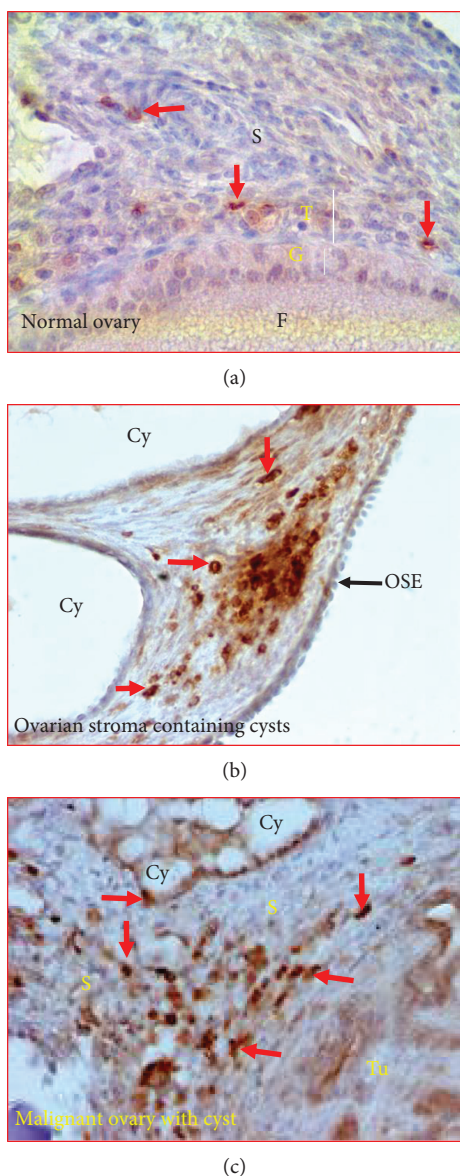 S
T
G
Normal ovary
F
(a)
Cy
Cy
OSE
Ovarian stroma containing cysts
(b)
Cy
Cy
S
S
Tu
Malignant ovary with cyst
(c)